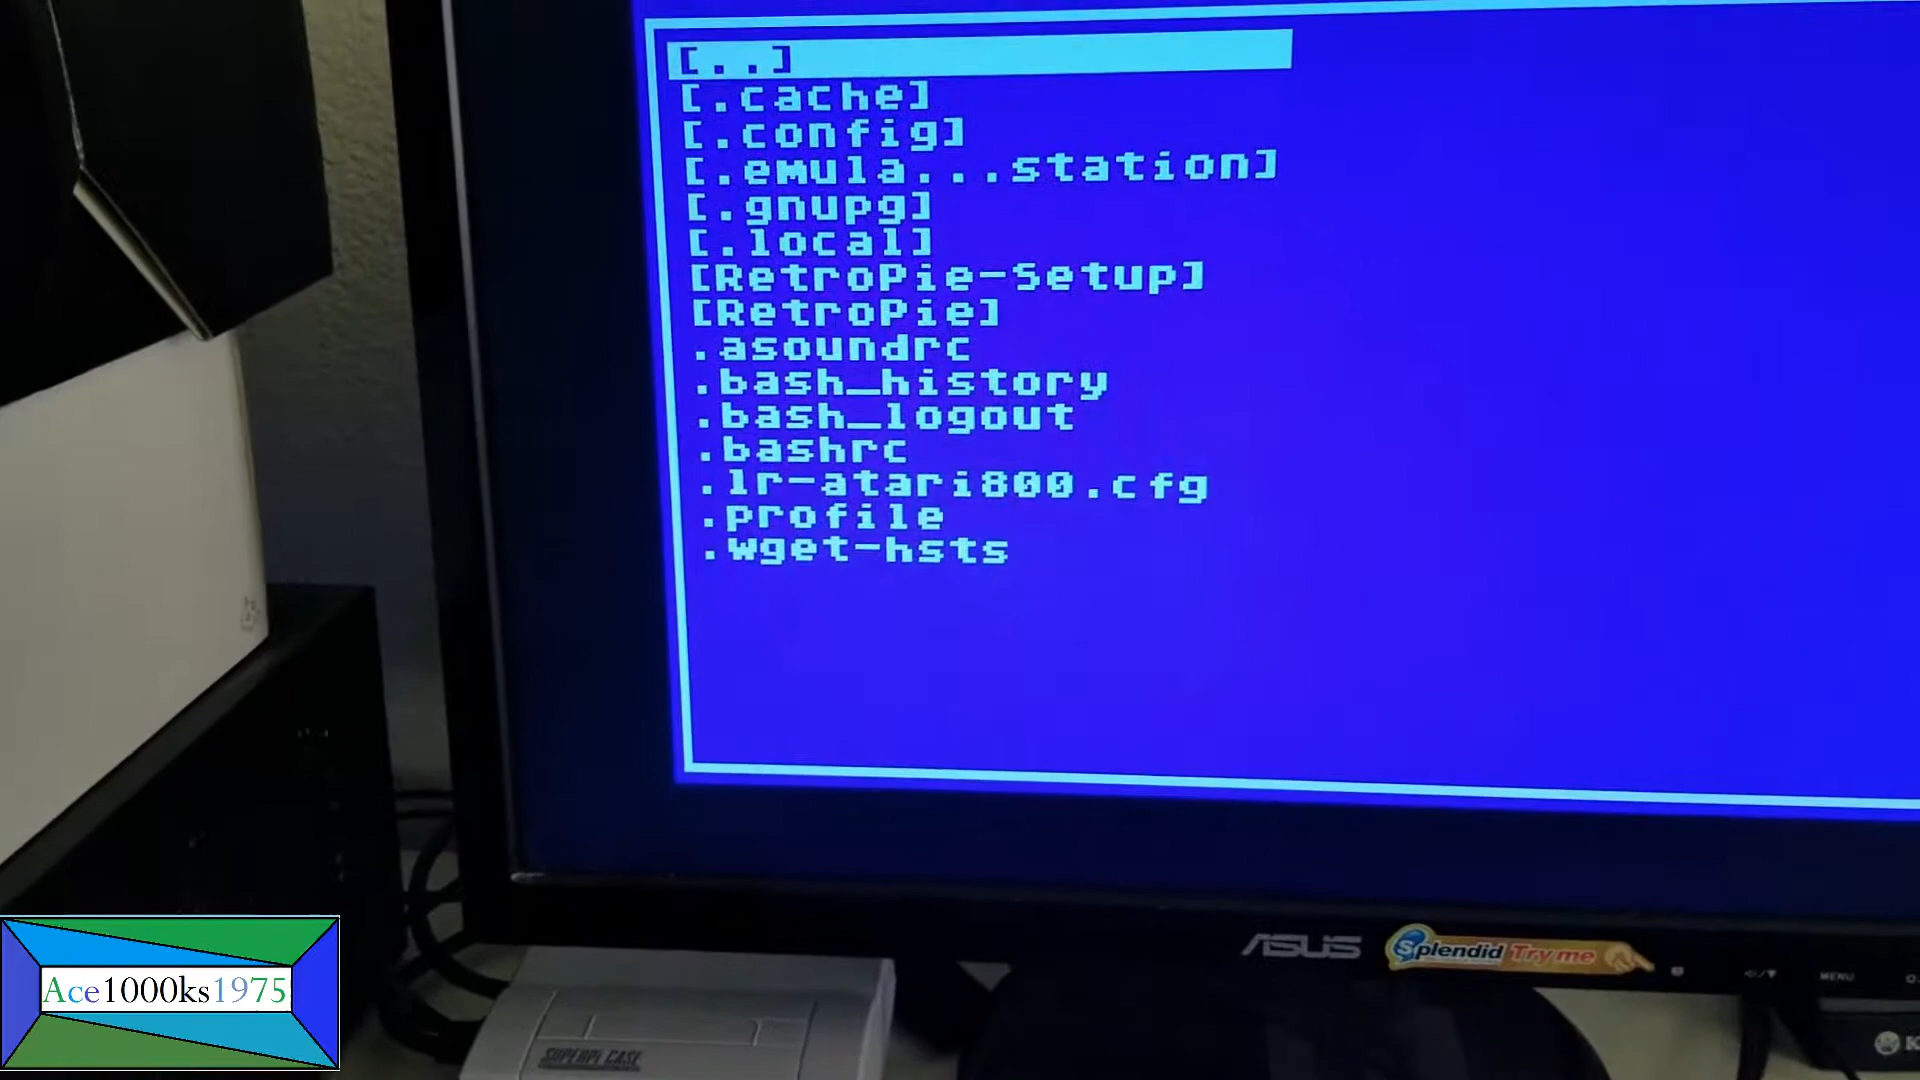 [..]
[.cache]
[.config]
[.emula...station]
[.gnupg]
[.local]
[RetroPie-Setup]
[RetroPie]
.asoundrc
.bash_history
.bash_logout
.bashrc
.lr-atari800.cfg
.profile
.wget-hsts
ASUS
Splendid Try me
MENU
SUPERPI CASE
Ace1000ks1975